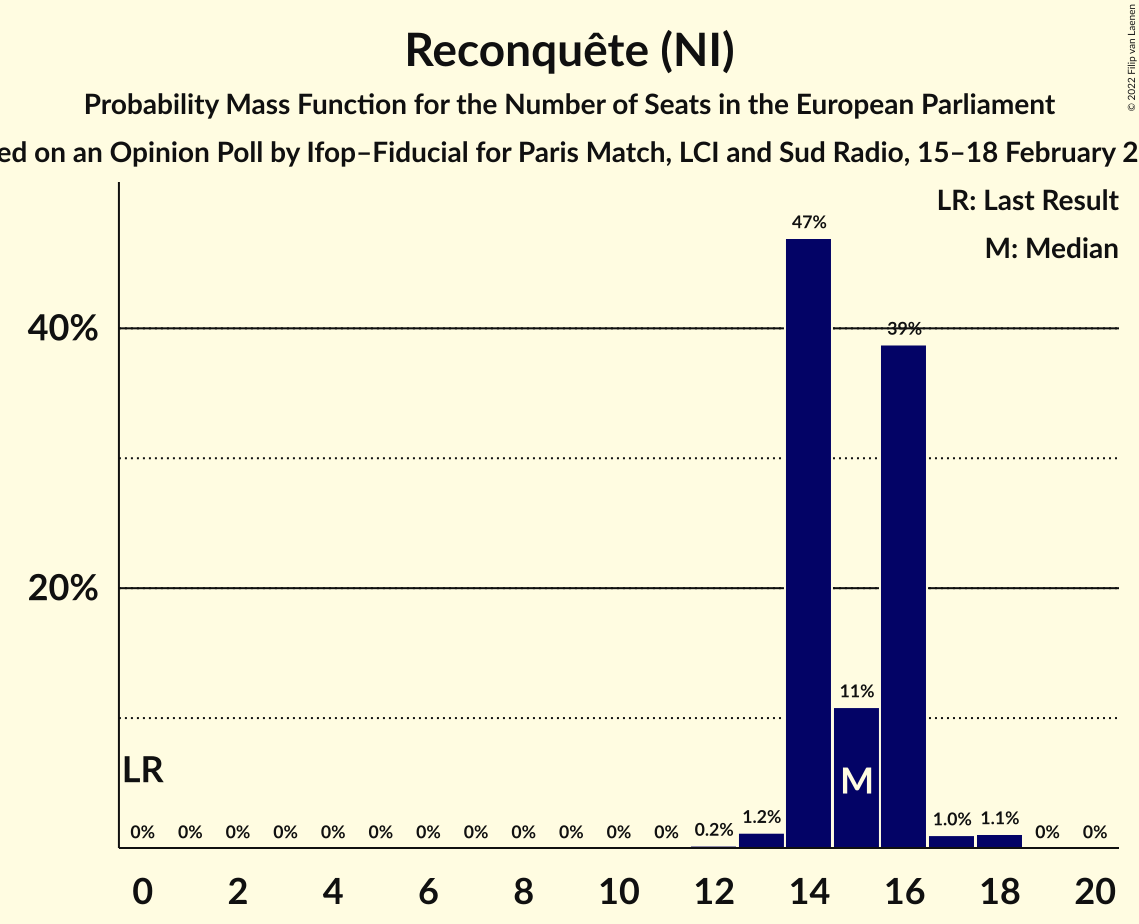 Reconquête (NI)
Probability Mass Function for the Number of Seats in the European Parliament
ed on an Opinion Poll by Ifop–Fiducial for Paris Match, LCI and Sud Radio, 15–18 February 2
© 2022 Filip van Laenen
LR: Last Result
M: Median
47%
40%
39%
20%
11%
LR
M
0% 0% 0% 0% 0% 0% 0% 0% 0% 0% 0% 0% 0.2% 1.2% 1.0% 1.1% 0% 0%
0 2 4 6 8 10 12 14 16 18 20